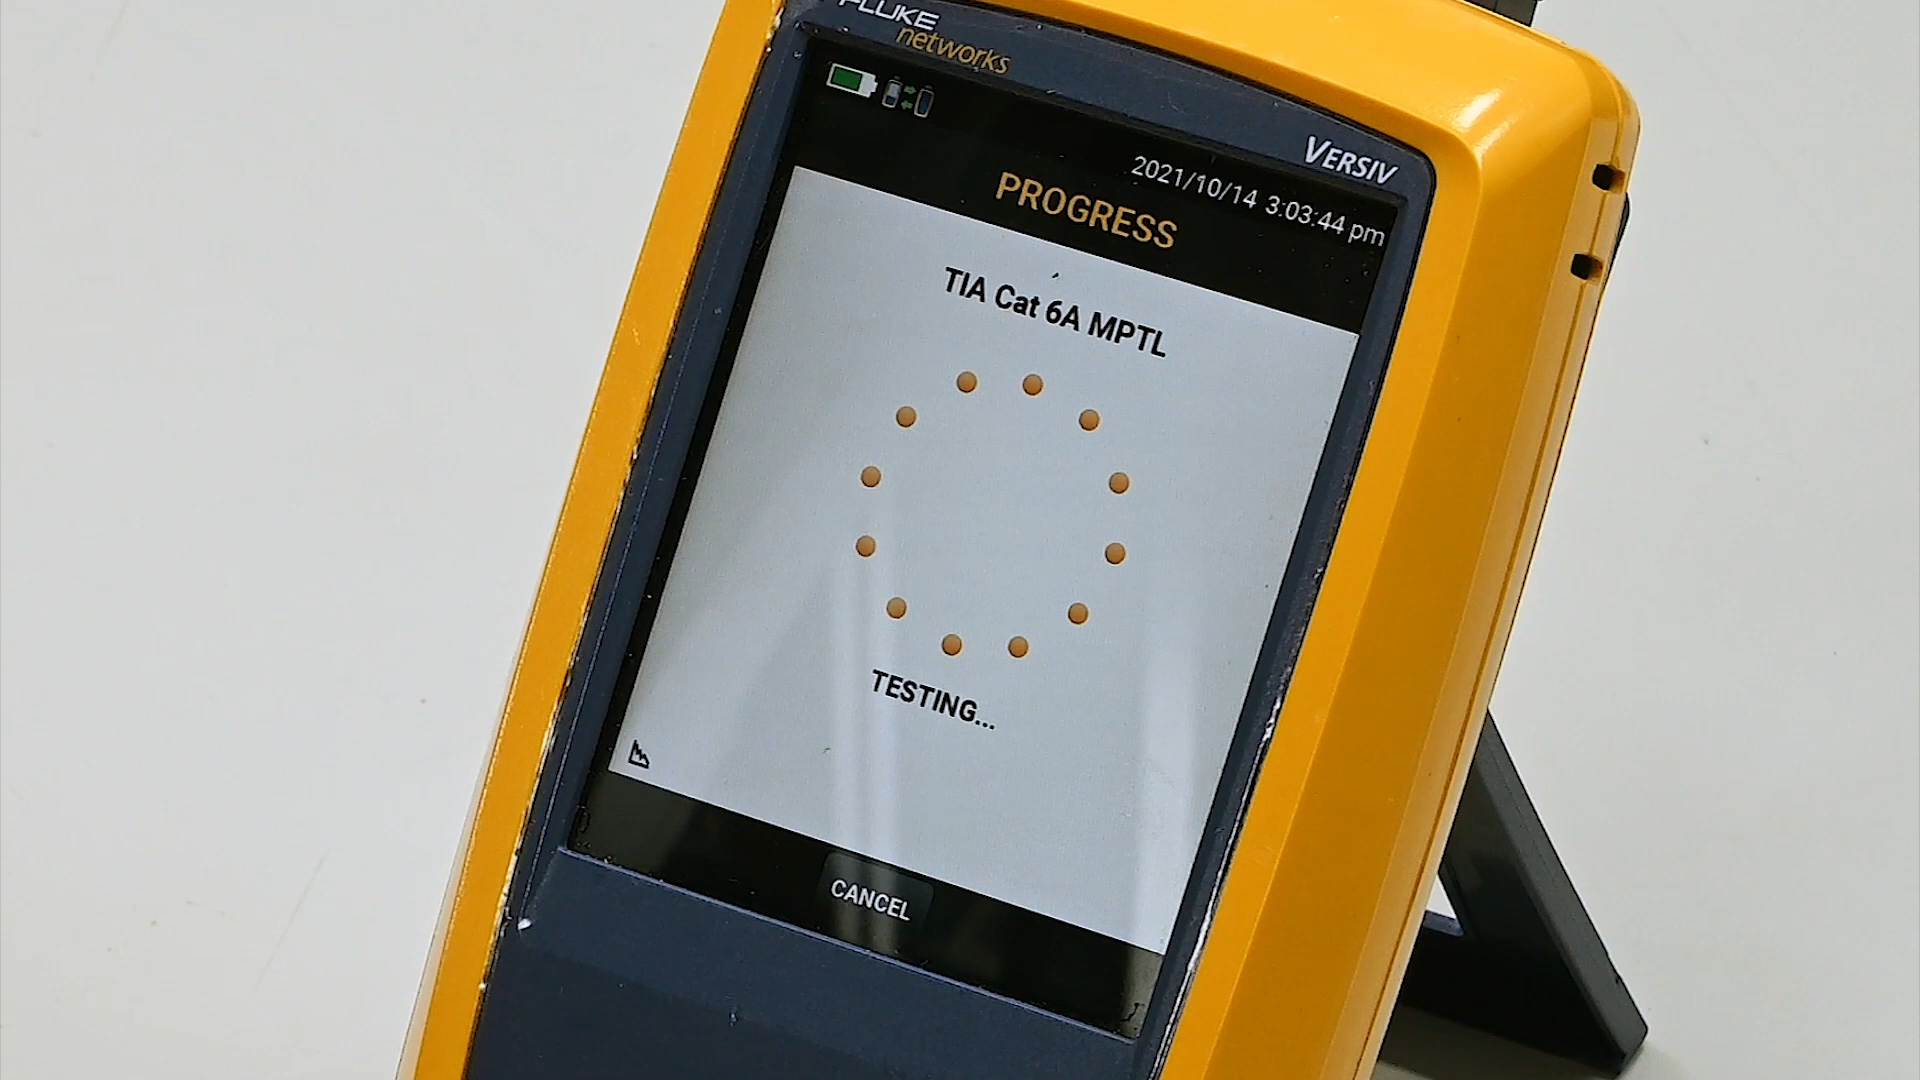 FLUKE
networks
VERSIV
2021/10/14 3:03:44 pm
PROGRESS
TIA Cat 6A MPTL
TESTING...
CANCEL